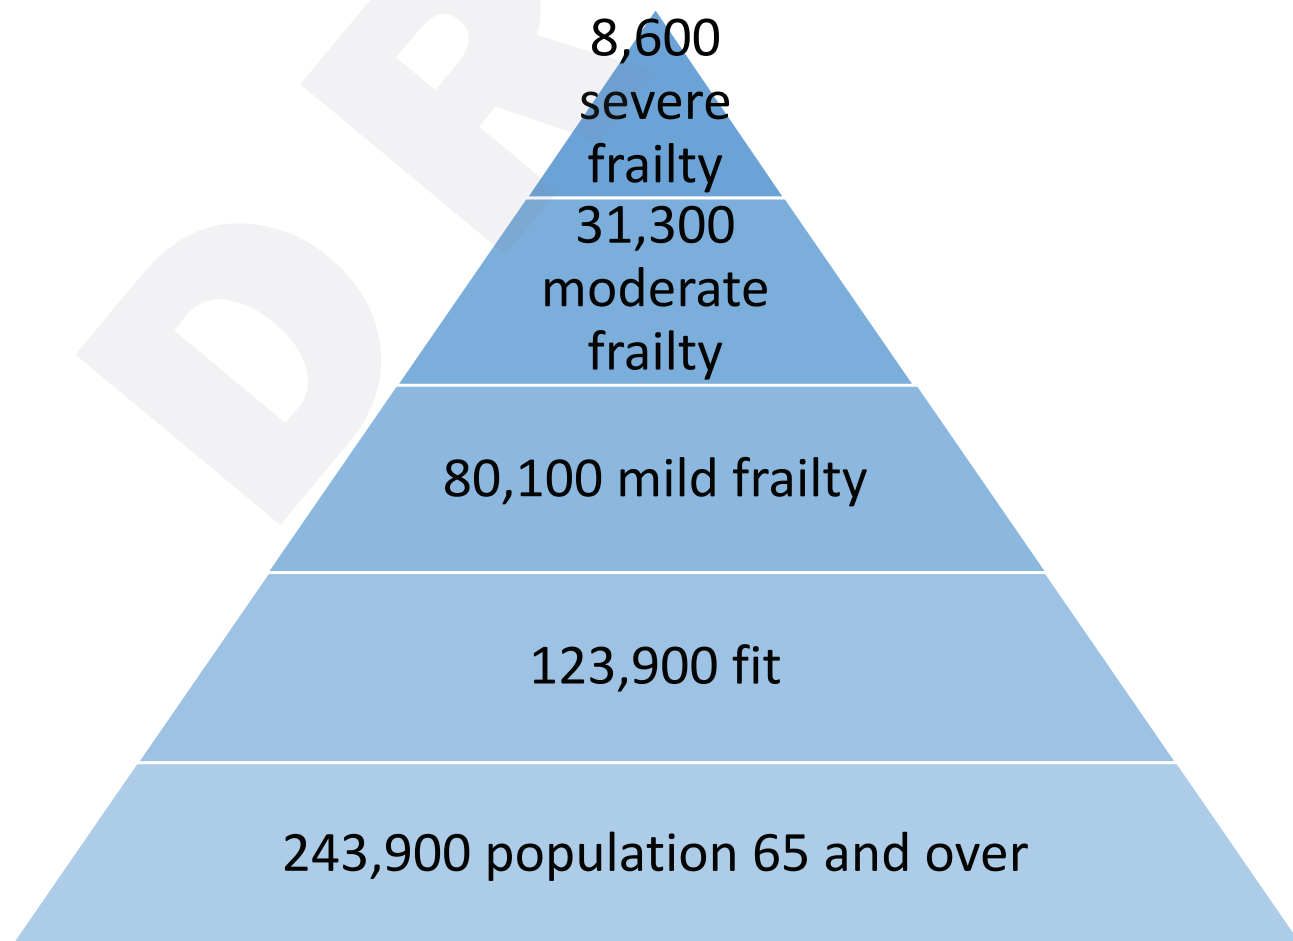 8,600
severe
frailty
31,300
moderate
frailty
80,100 mild frailty
123,900 fit
243,900 population 65 and over
D R